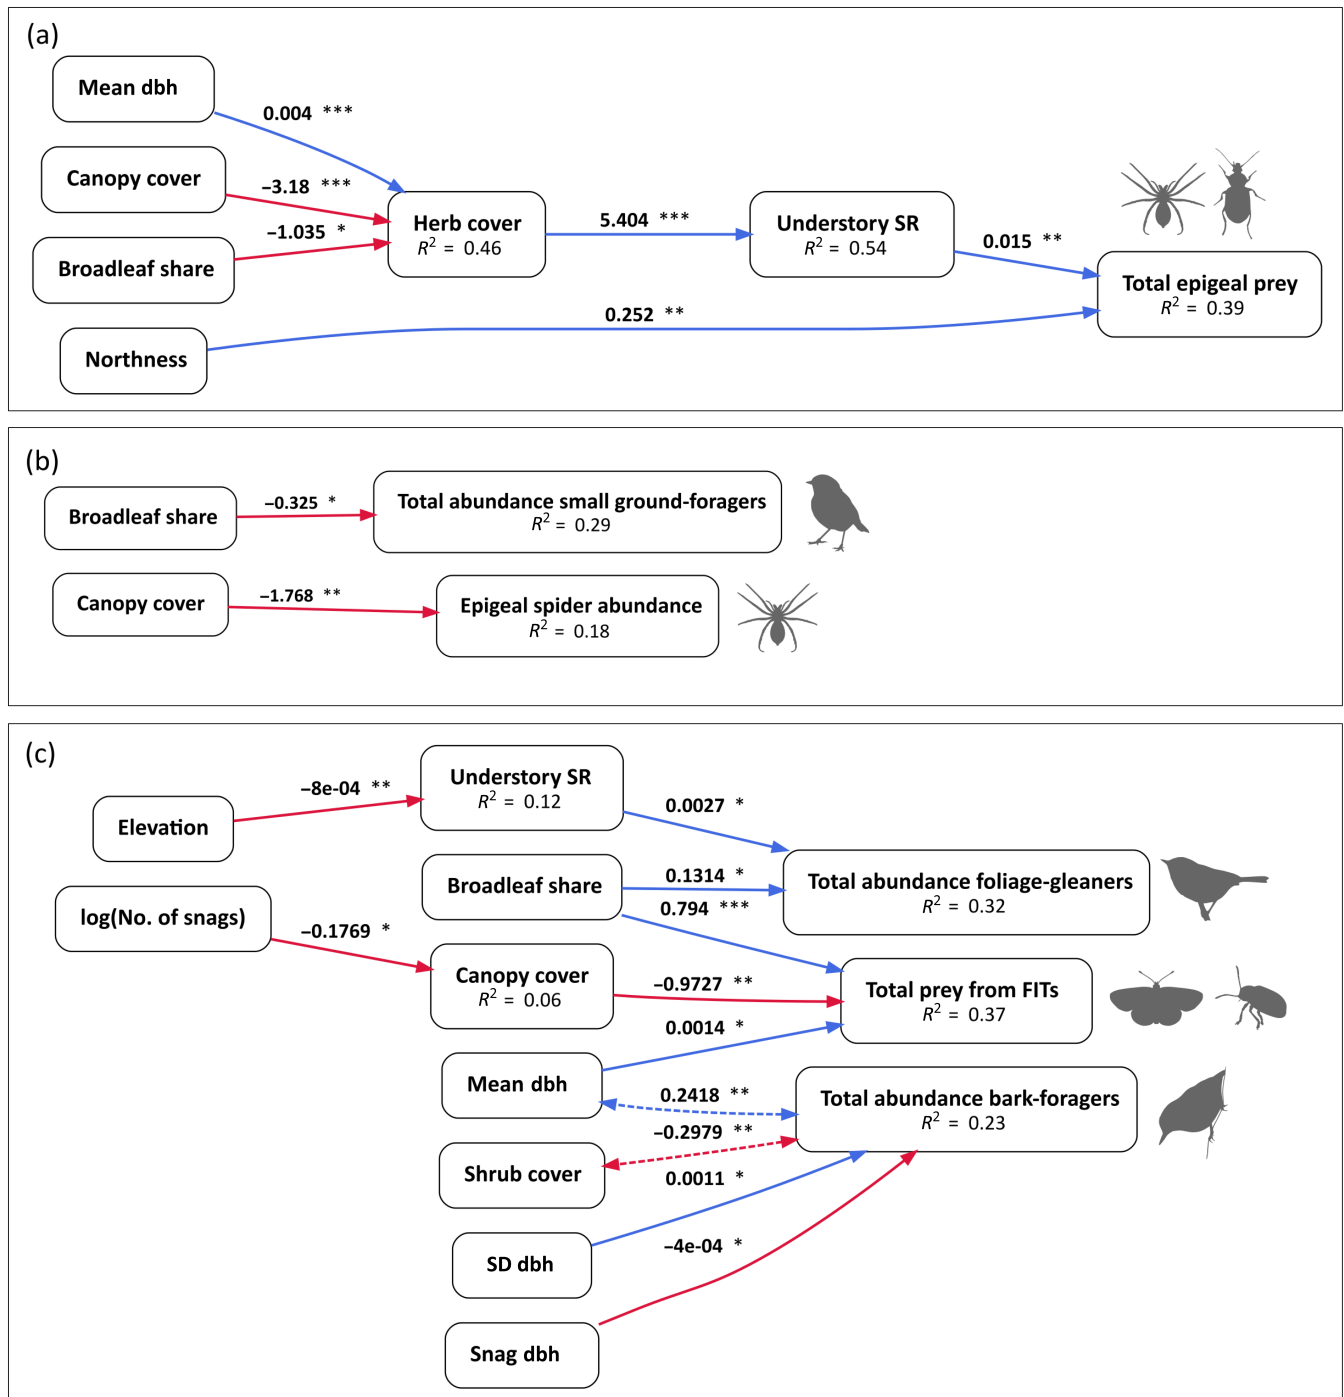 (a)
Mean dbh
0.004 ***
Canopy cover
−3.18 ***
Broadleaf share
−1.035 *
Herb cover
R² = 0.46
5.404 ***
Understory SR
R² = 0.54
0.015 **
Total epigeal prey
R² = 0.39
0.252 **
Northness
(b)
Broadleaf share
−0.325 *
Total abundance small ground-foragers
R² = 0.29
Canopy cover
−1.768 **
Epigeal spider abundance
R² = 0.18
(c)
Elevation
−8e-04 **
Understory SR
R² = 0.12
0.0027 *
Broadleaf share
0.1314 *
0.794 ***
Total abundance foliage-gleaners
R² = 0.32
log(No. of snags)
−0.1769 *
Canopy cover
R² = 0.06
−0.9727 **
Total prey from FITs
R² = 0.37
0.0014 *
Mean dbh
0.2418 **
Total abundance bark-foragers
R² = 0.23
−0.2979 **
Shrub cover
0.0011 *
SD dbh
−4e-04 *
Snag dbh